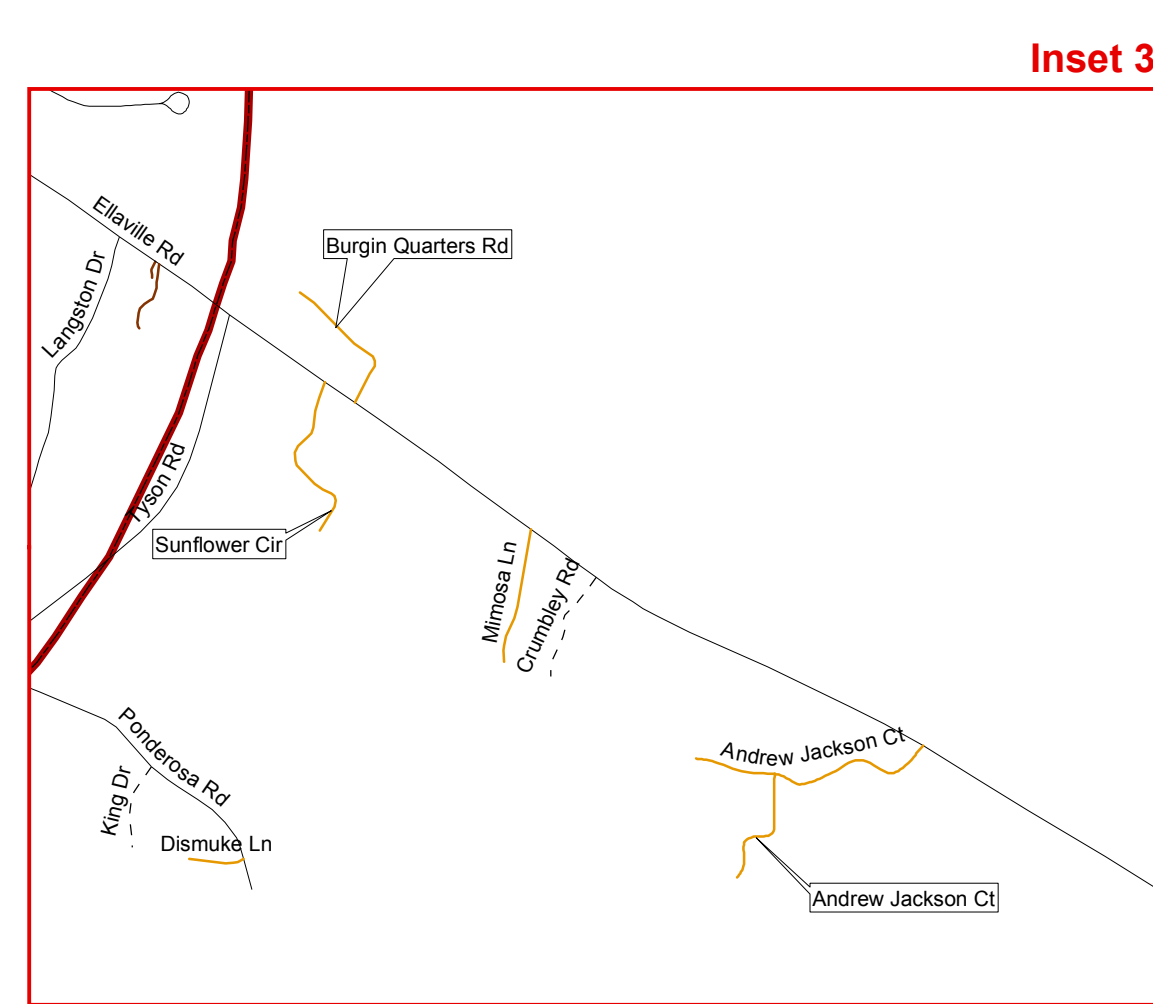 Inset 3
Ellaville Rd
Burgin Quarters Rd
Langston Dr
Tyson Rd
Sunflower Cir
Mimosa Ln
Crumbley Rd
Ponderosa Rd
Andrew Jackson Ct
King Dr
Dismuke Ln
Andrew Jackson Ct